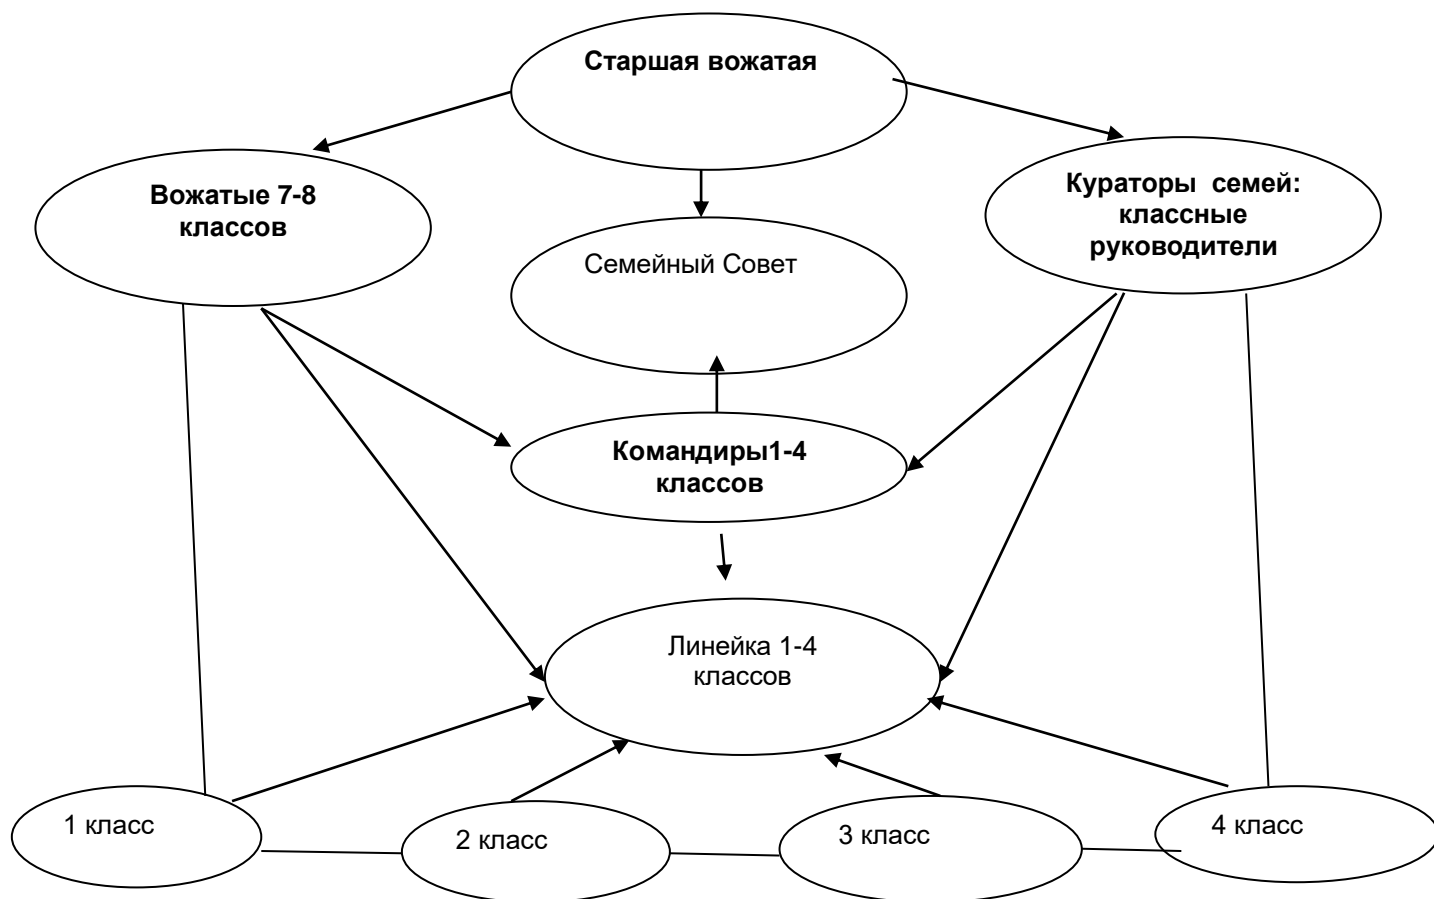 Старшая вожатая
Вожатые 7-8
классов
Кураторы  семей:
классные
руководители
Семейный Совет
Командиры1-4
классов
Линейка 1-4
классов
1 класс
2 класс
3 класс
4 класс